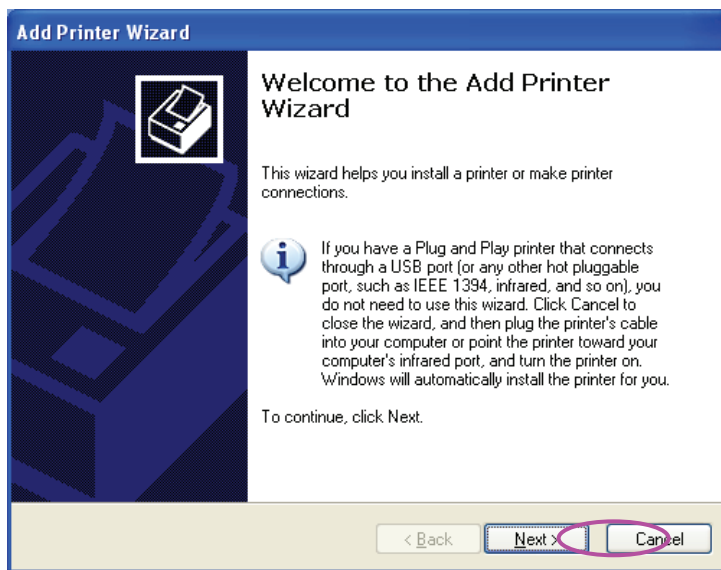 Add Printer Wizard
Welcome to the Add Printer
Wizard
This wizard helps you install a printer or make printer
connections.
If you have a Plug and Play printer that connects
through a USB port (or any other hot pluggable
port, such as IEEE 1394, infrared, and so on), you
do not need to use this wizard. Click Cancel to
close the wizard, and then plug the printer's cable
into your computer or point the printer toward your
computer's infrared port, and turn the printer on.
Windows will automatically install the printer for you.
To continue, click Next.
< Back Next > Cancel